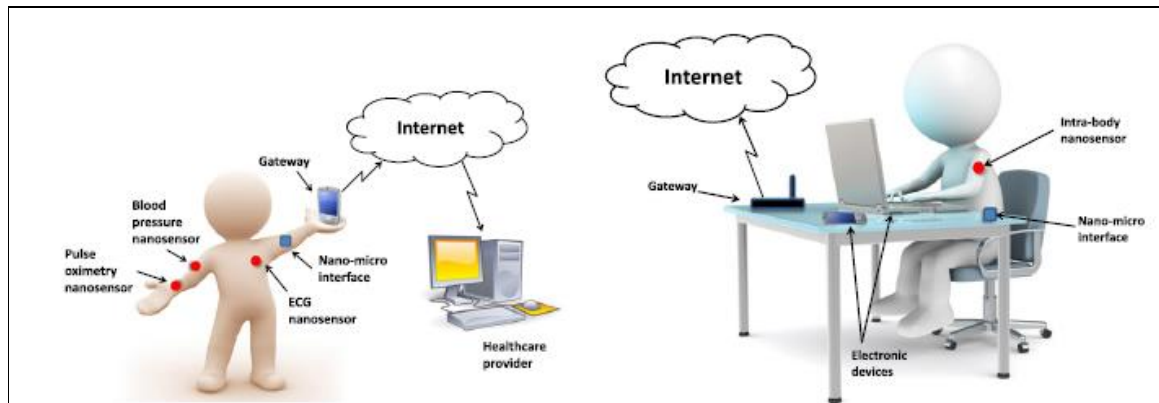 Internet
Gateway
Blood
pressure
nanosensor
Pulse
oximetry
nanosensor
Nano-micro
interface
ECG
nanosensor
Healthcare
provider
Internet
Intra-body
nanosensor
Gateway
Nano-micro
interface
Electronic
devices